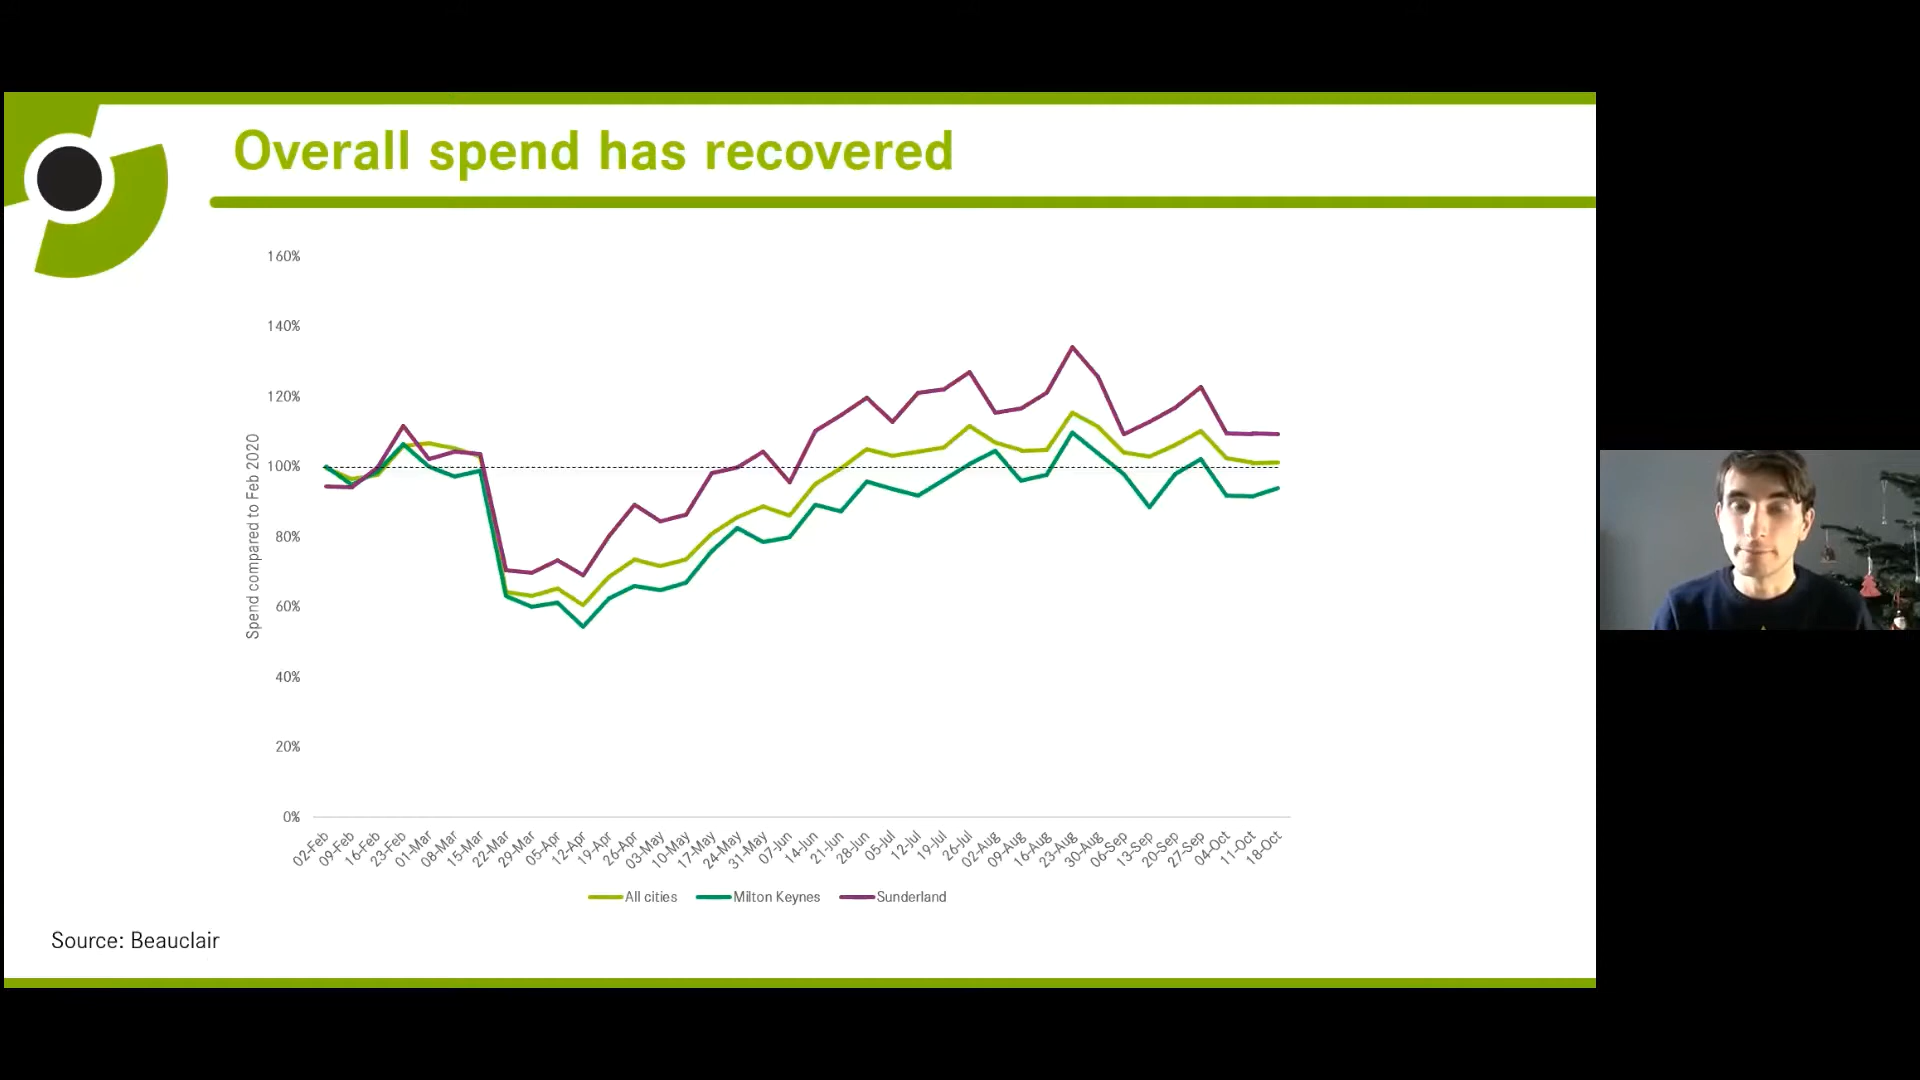 Overall spend has recovered
Spend compared to Feb 2020
160%
140%
120%
100%
80%
60%
40%
20%
0%
02-Feb
09-Feb
16-Feb
23-Feb
01-Mar
08-Mar
15-Mar
22-Mar
29-Mar
05-Apr
12-Apr
19-Apr
26-Apr
03-May
10-May
17-May
24-May
31-May
07-Jun
14-Jun
21-Jun
28-Jun
05-Jul
12-Jul
19-Jul
26-Jul
02-Aug
09-Aug
16-Aug
23-Aug
30-Aug
06-Sep
13-Sep
20-Sep
27-Sep
04-Oct
11-Oct
18-Oct
All cities
Milton Keynes
Sunderland
Source: Beauclair